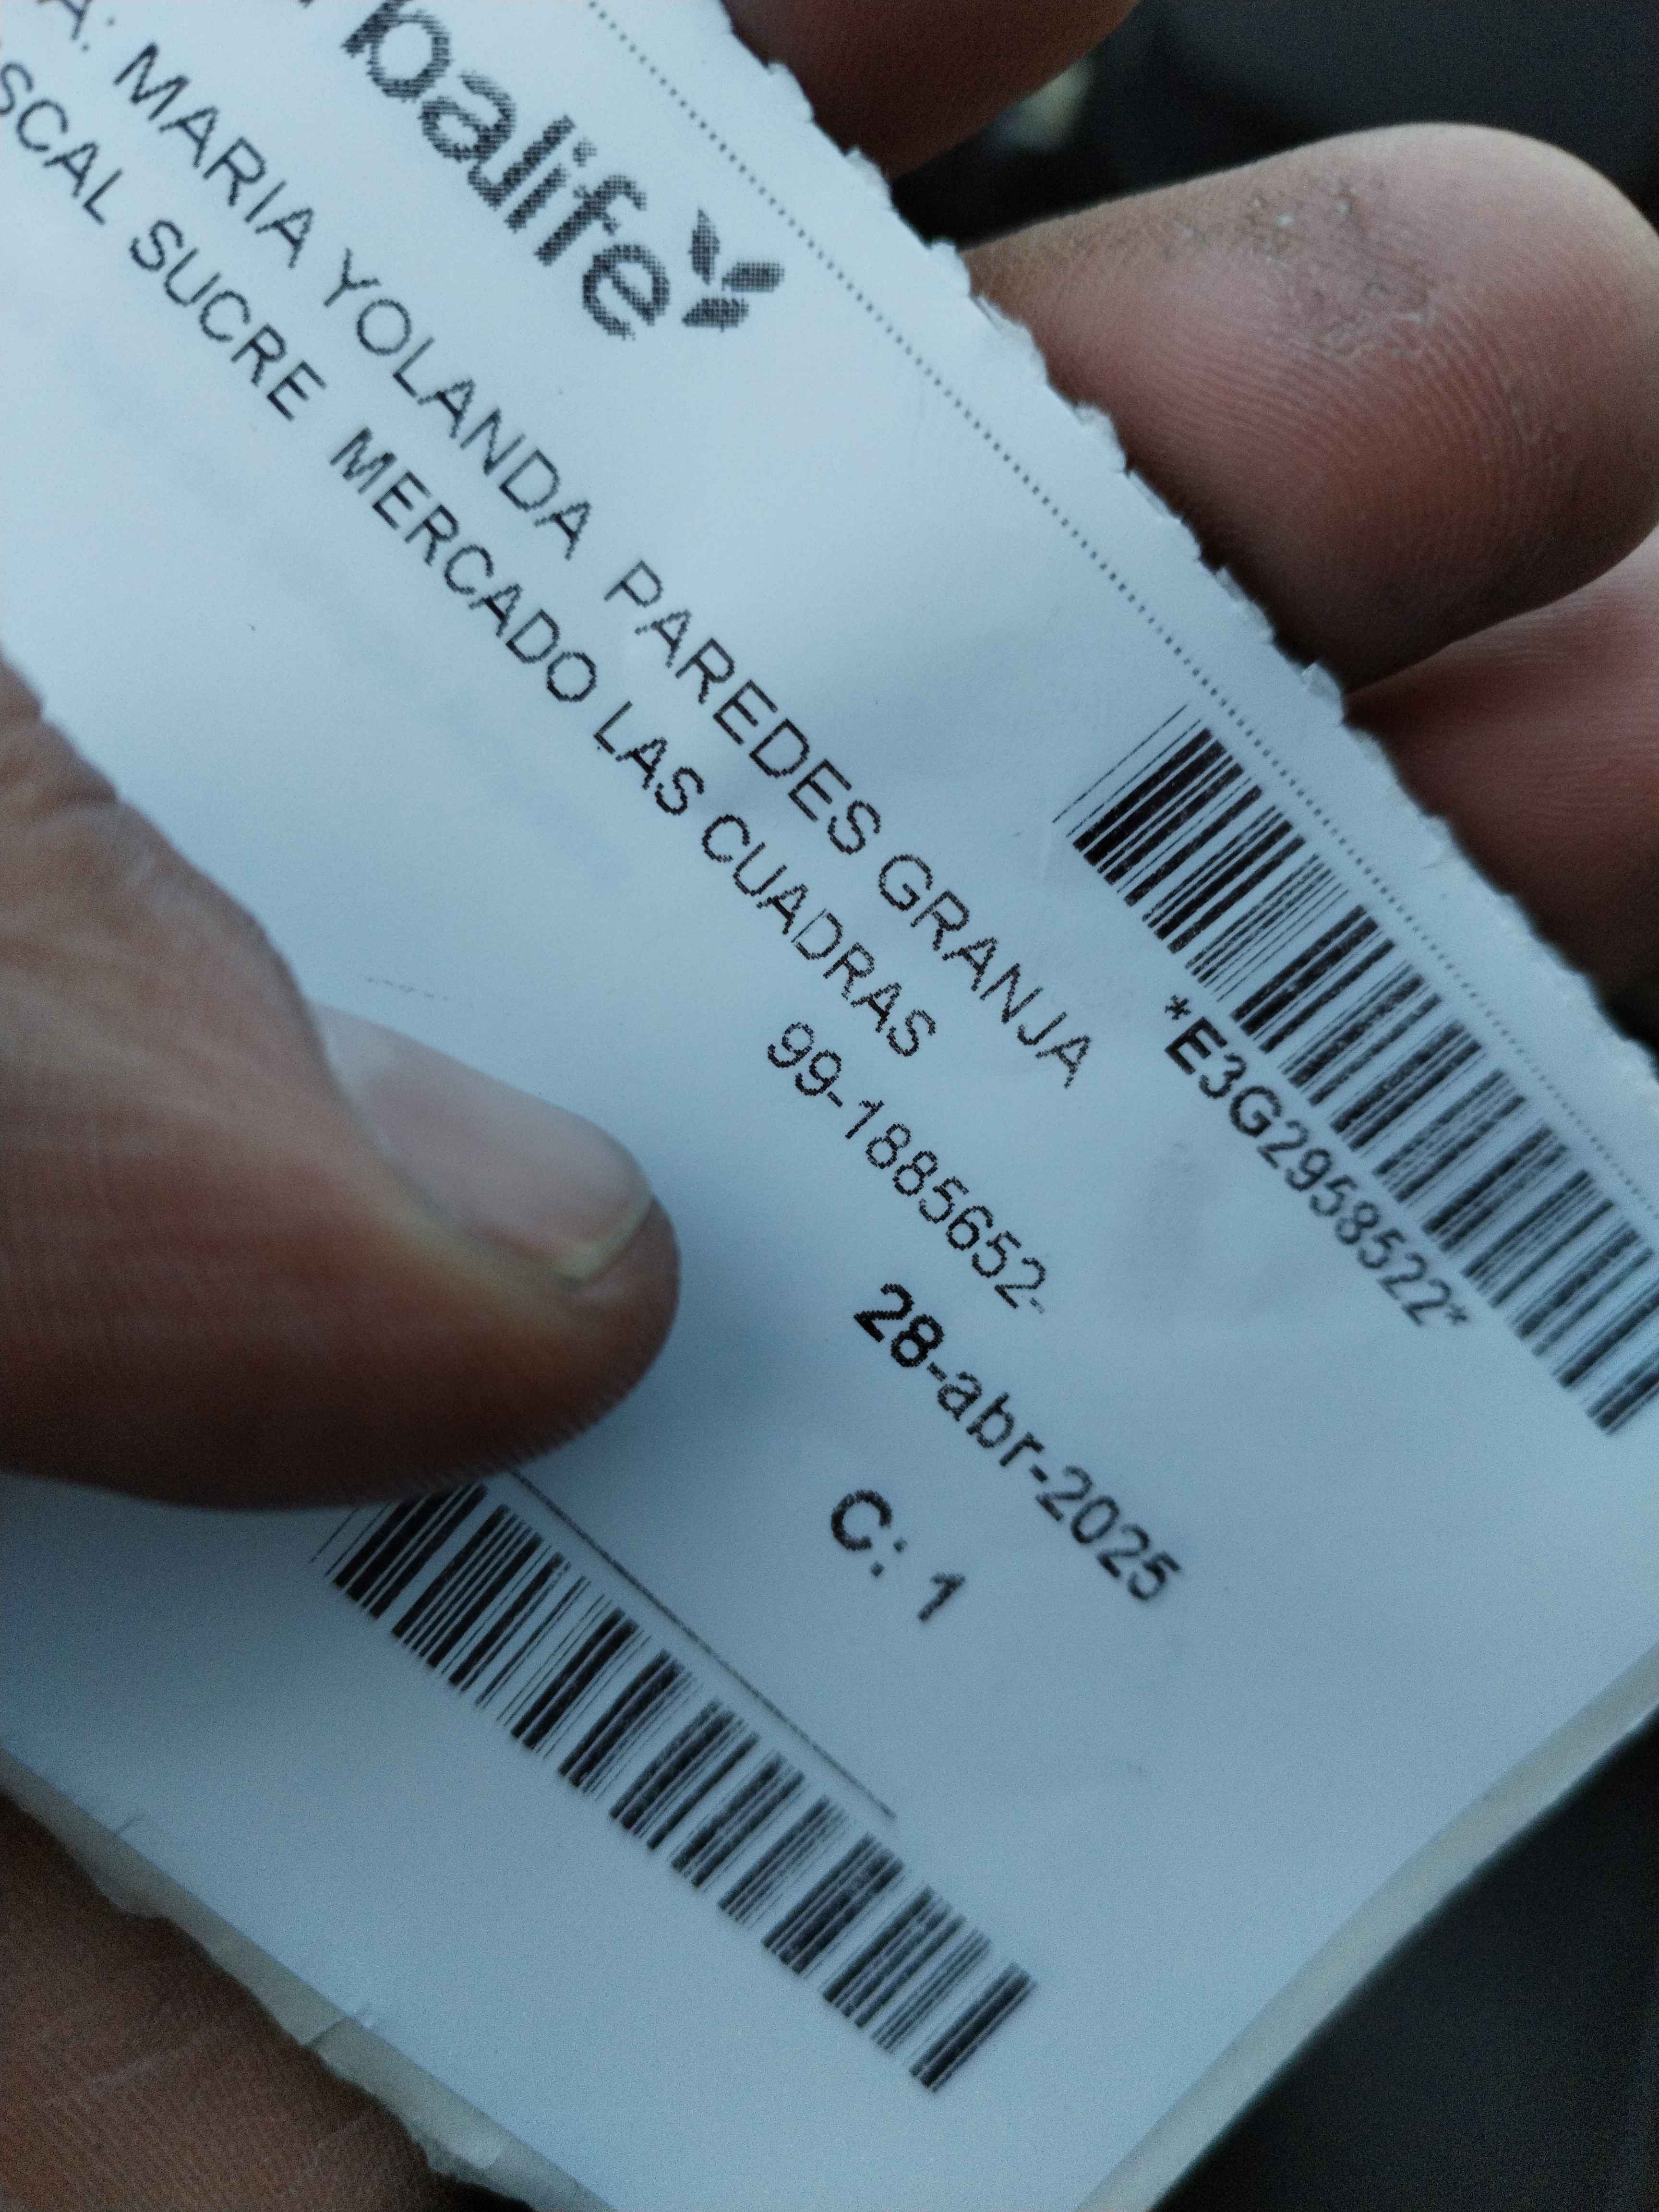 balife
A: MARIA YOLANDA PAREDES GRANJA
SCAL SUCRE MERCADO LAS CUADRAS
99-1885652-
*E3G2958522*
28-abr-2025
C: 1